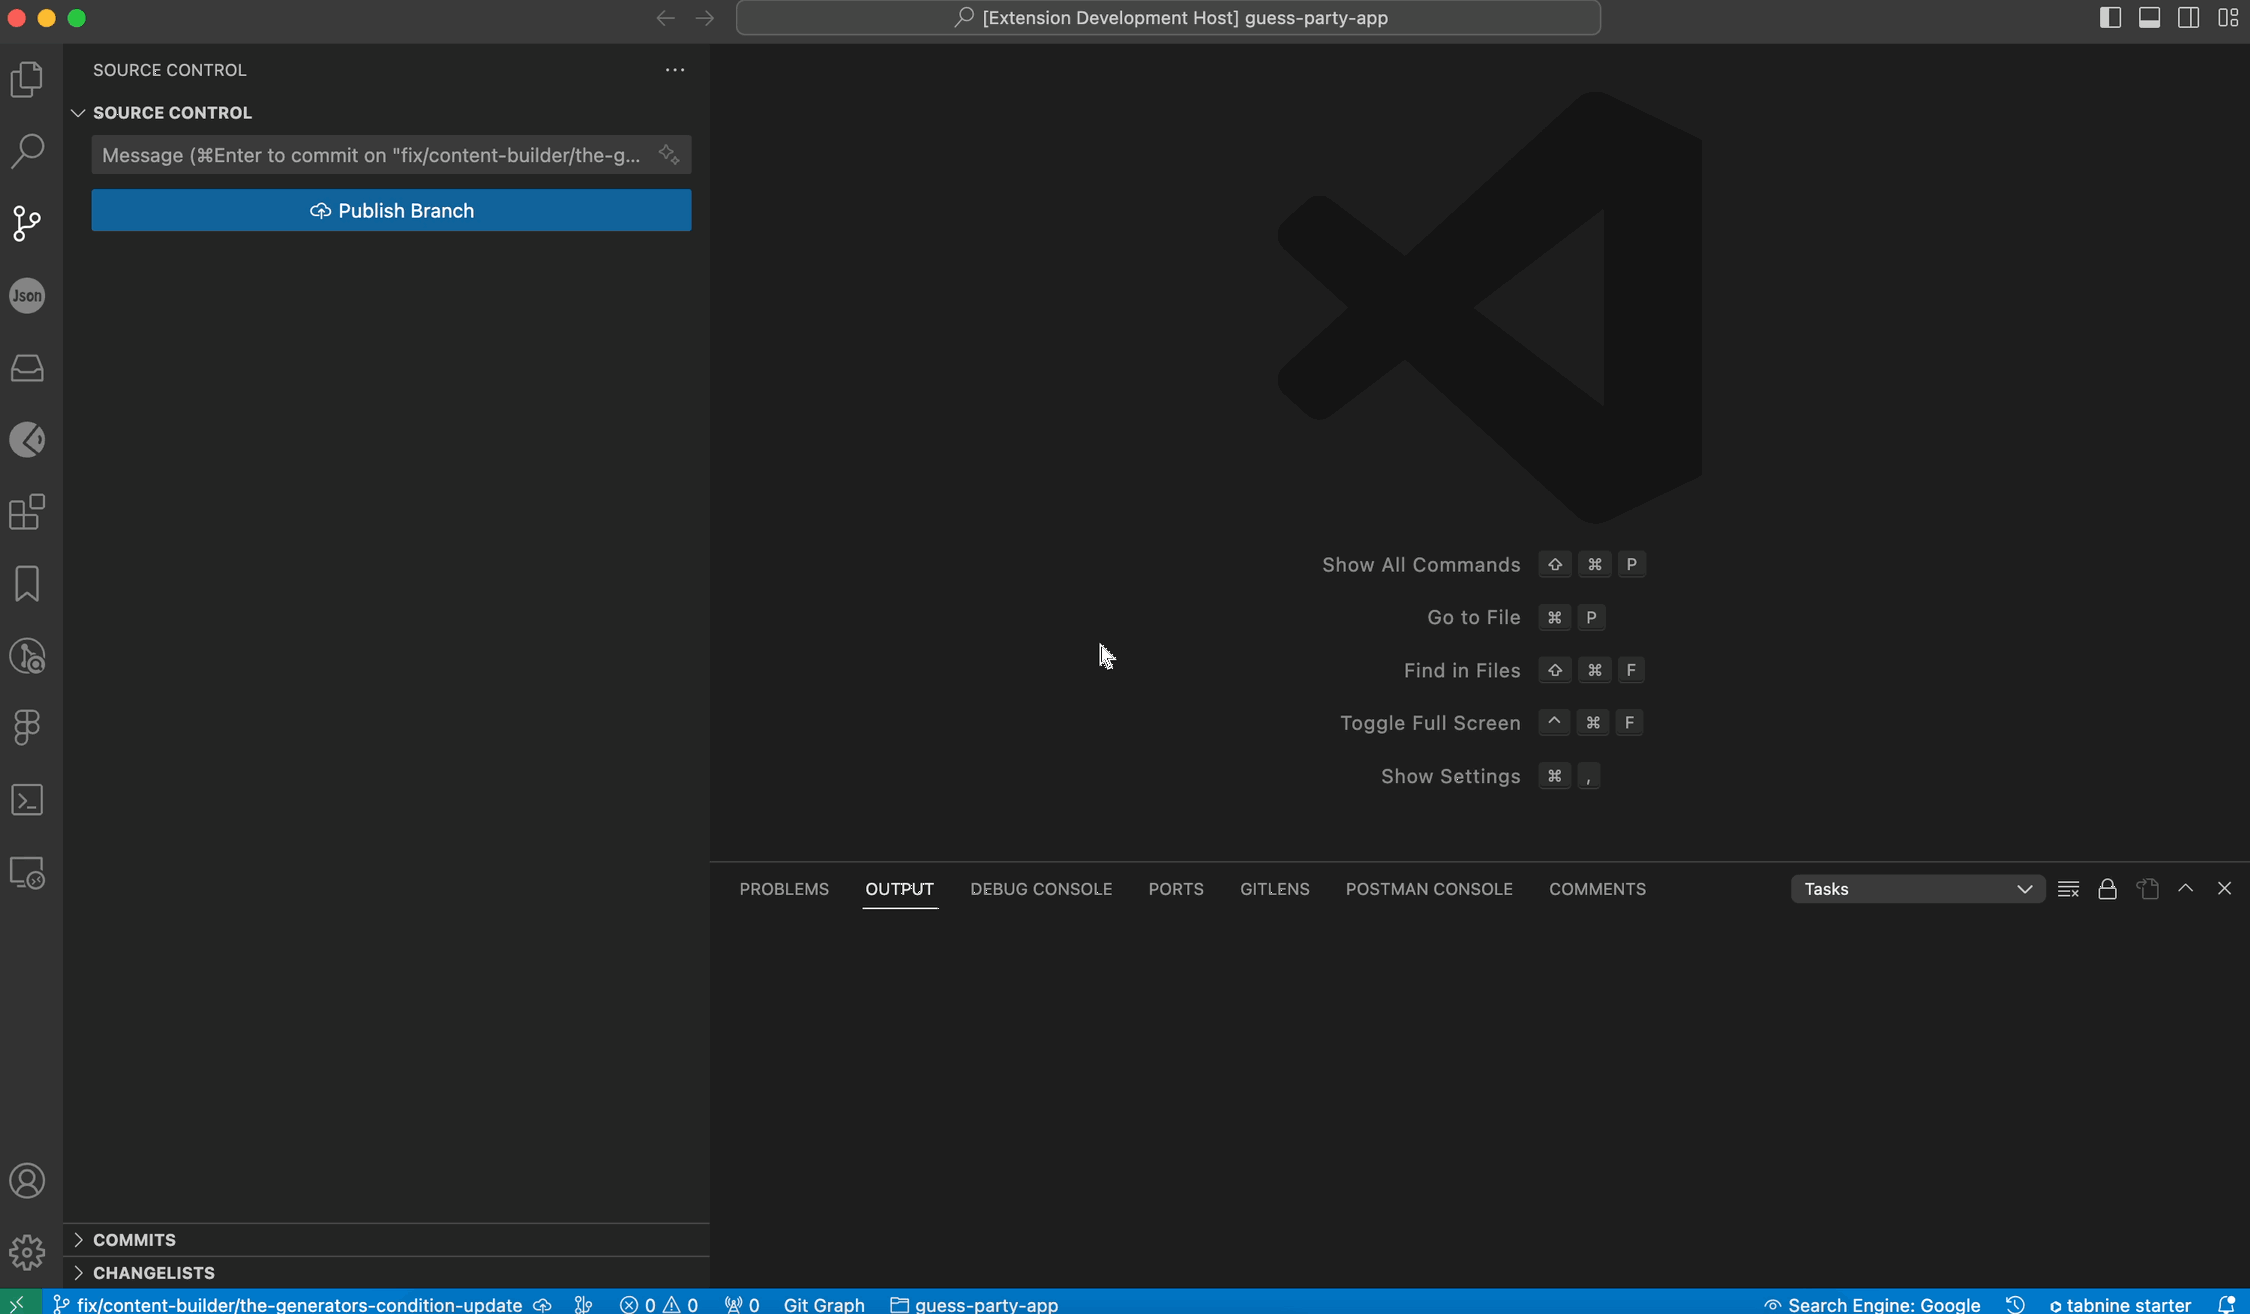 [Extension Development Host] guess-party-app
SOURCE CONTROL
SOURCE CONTROL
Message (⌘Enter to commit on "fix/content-builder/the-g...
Publish Branch
Json
Show All Commands ⇧ ⌘ P
Go to File ⌘ P
Find in Files ⇧ ⌘ F
Toggle Full Screen ^ ⌘ F
Show Settings ⌘ ,
PROBLEMS OUTPUT DEBUG CONSOLE PORTS GITLENS POSTMAN CONSOLE COMMENTS Tasks
COMMITS
CHANGELISTS
fix/content-builder/the-generators-condition-update 0 0 0 Git Graph guess-party-app Search Engine: Google tabnine starter